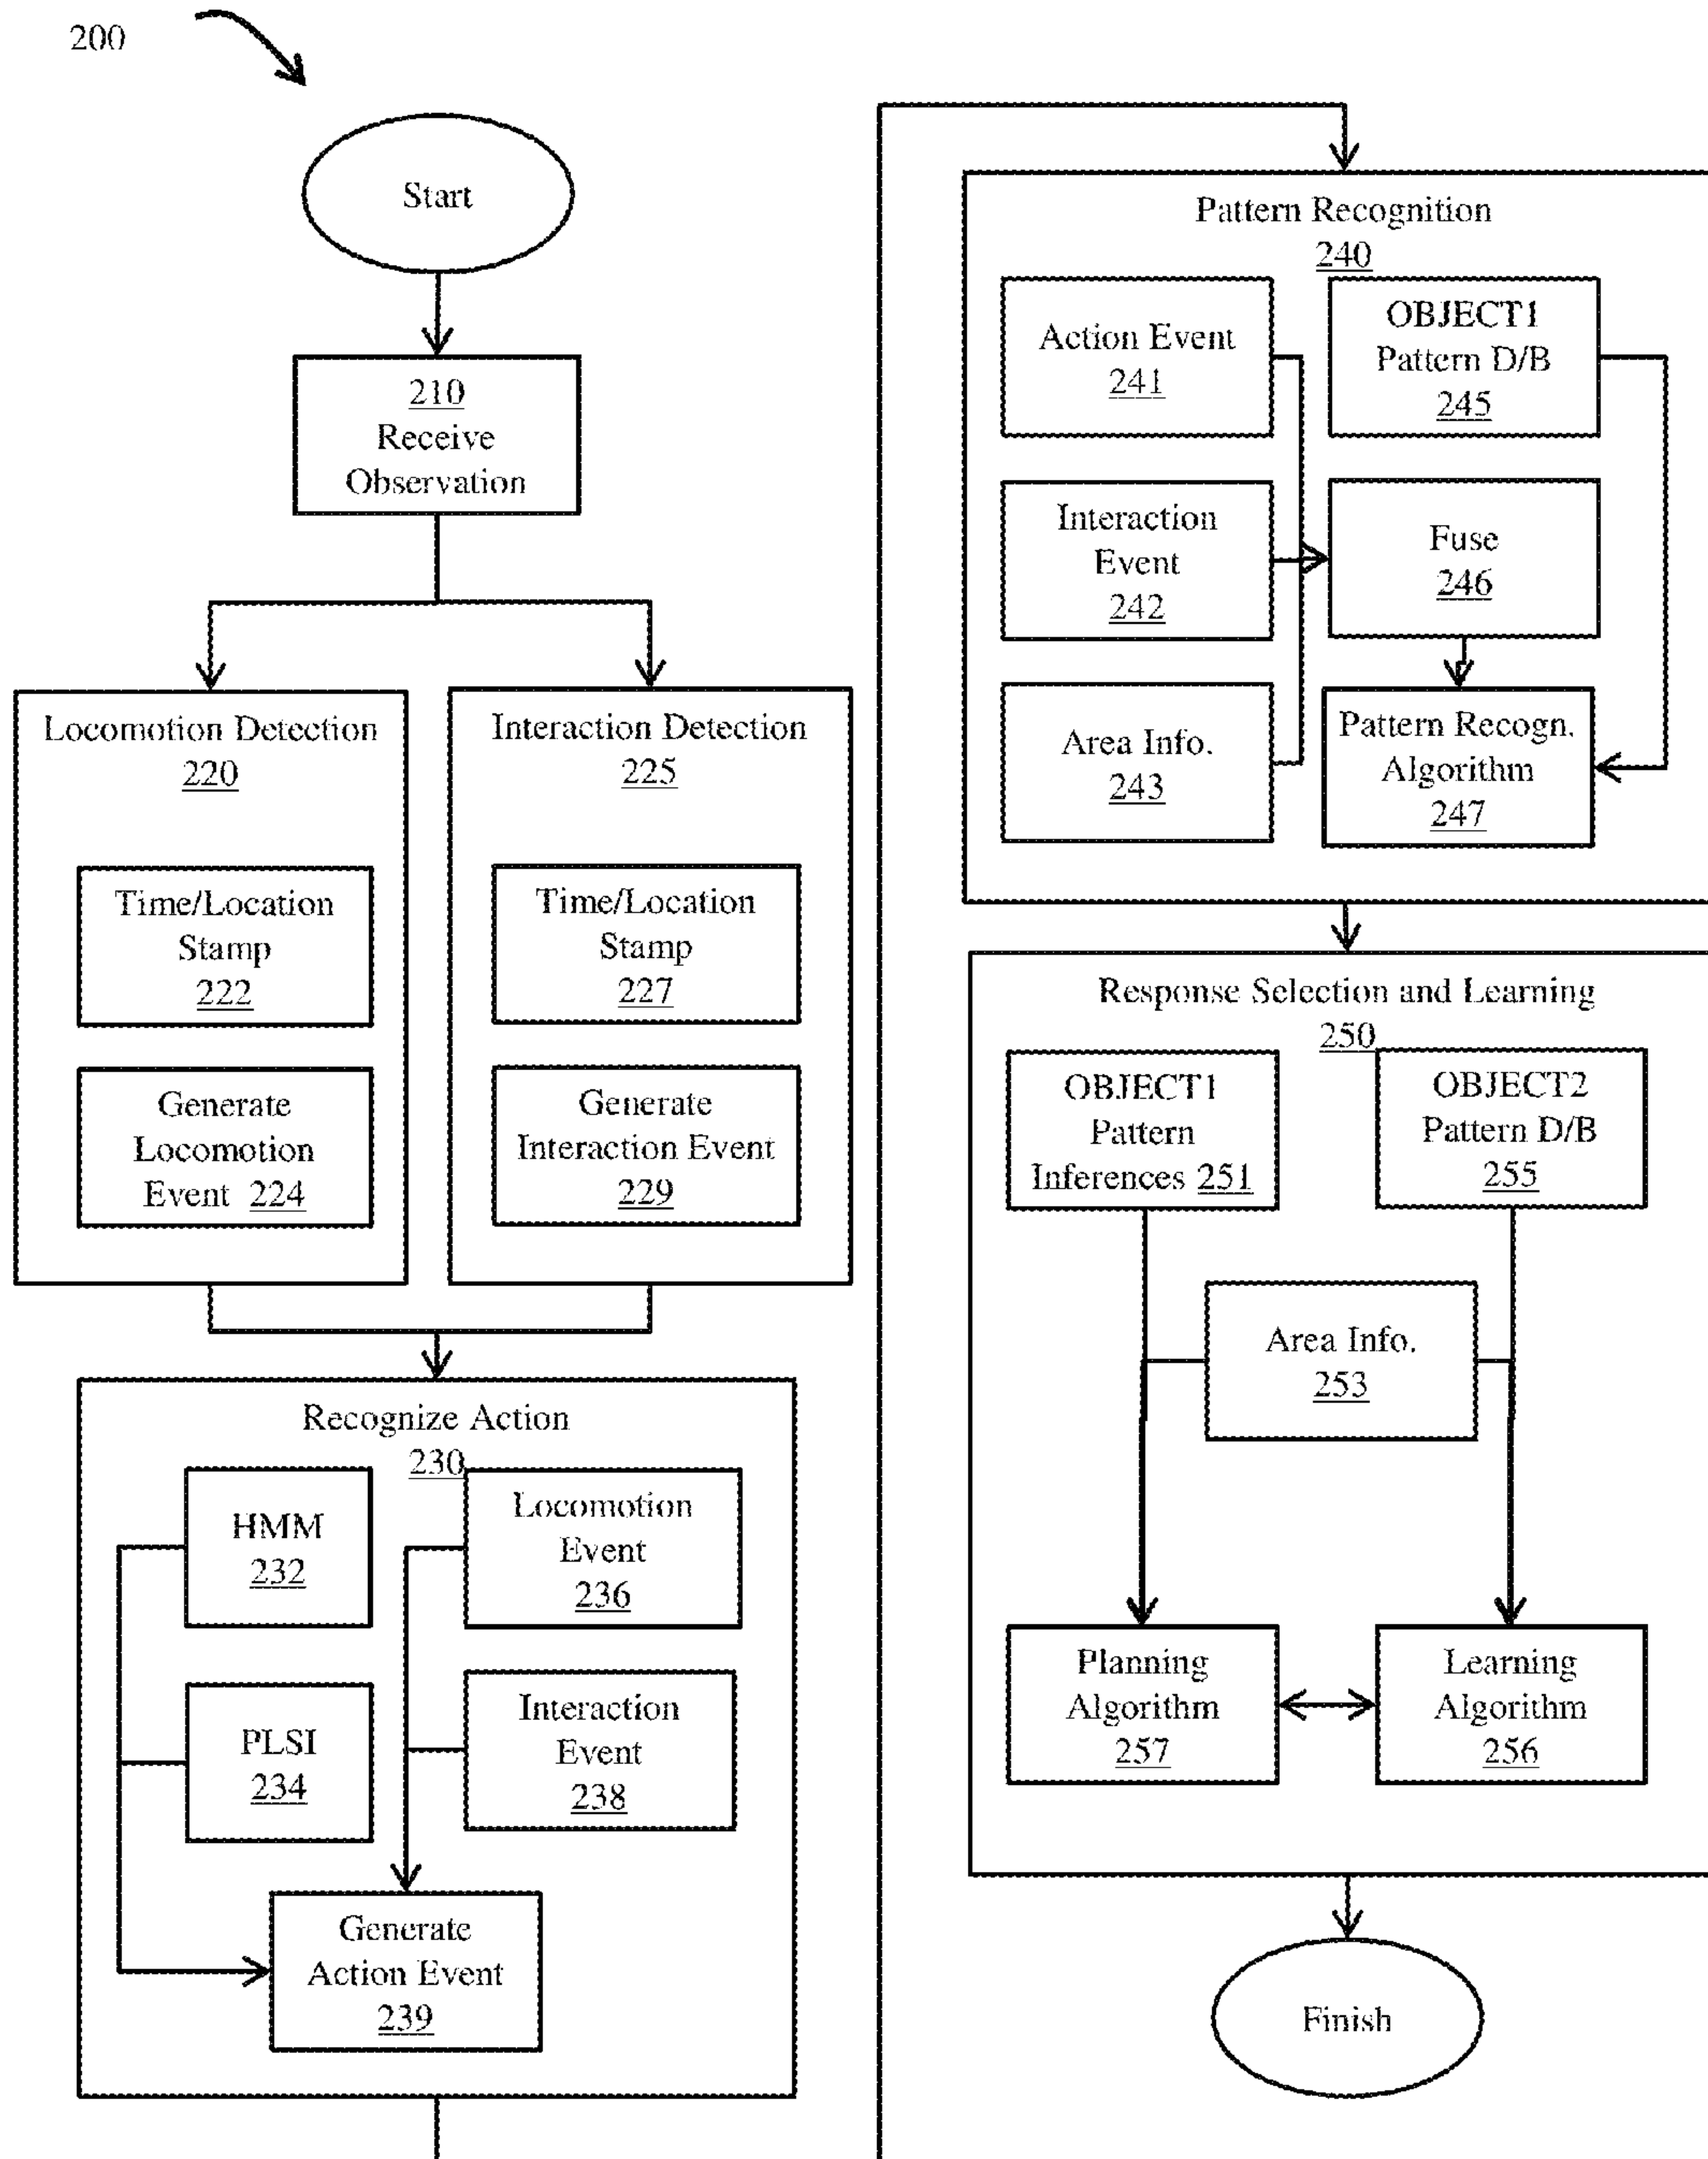 200
Start
210
Receive
Observation
Locomotion Detection
220
Time/Location
Stamp
222
Generate
Locomotion
Event 224
Interaction Detection
225
Time/Location
Stamp
227
Generate
Interaction Event
229
Recognize Action
230
HMM
232
PLSI
234
Locomotion
Event
236
Interaction
Event
238
Generate
Action Event
239
Pattern Recognition
240
Action Event
241
Interaction
Event
242
Area Info.
243
OBJECT1
Pattern D/B
245
Fuse
246
Pattern Recogn.
Algorithm
247
Response Selection and Learning
250
OBJECT1
Pattern
Inferences 251
OBJECT2
Pattern D/B
255
Area Info.
253
Planning
Algorithm
257
Learning
Algorithm
256
Finish